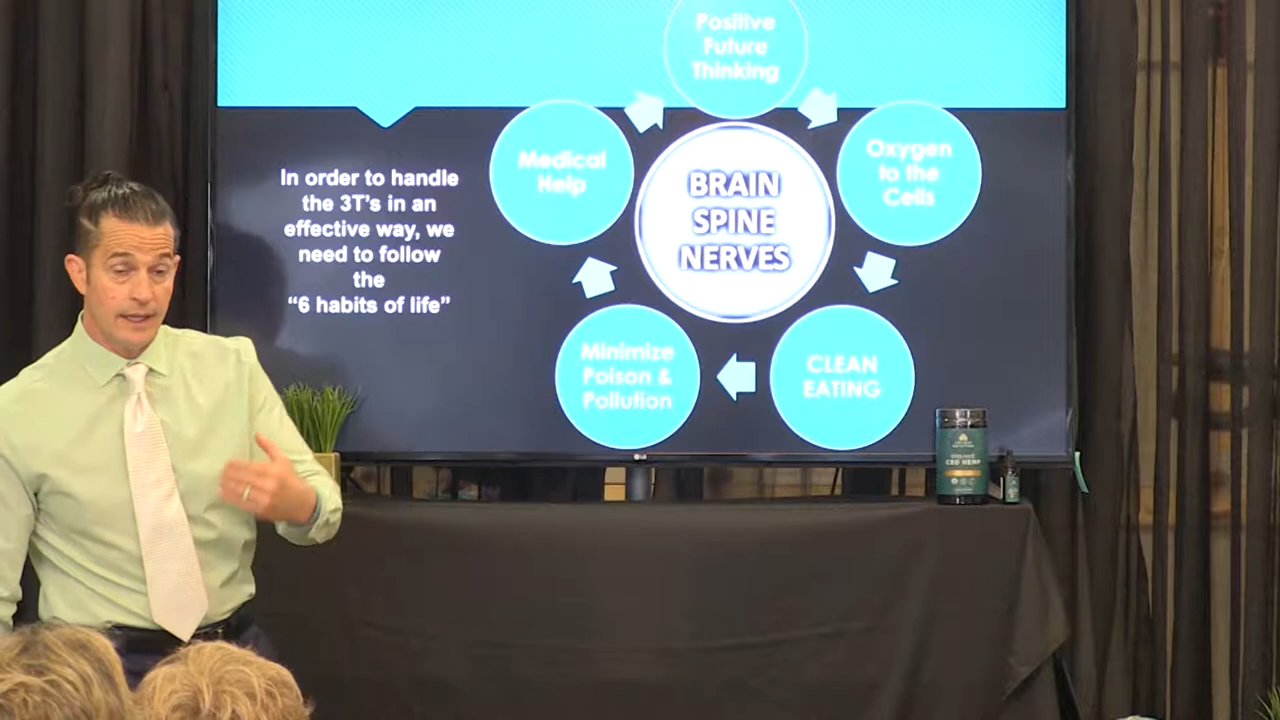 Positive
Future
Thinking
Medical
Help
Oxygen
to the
Cells
BRAIN
SPINE
NERVES
In order to handle
the 3T's in an
effective way, we
need to follow
the
“6 habits of life”
Minimize
Poison &
Pollution
CLEAN
EATING
LG
ORGANIC
CBD HEMP